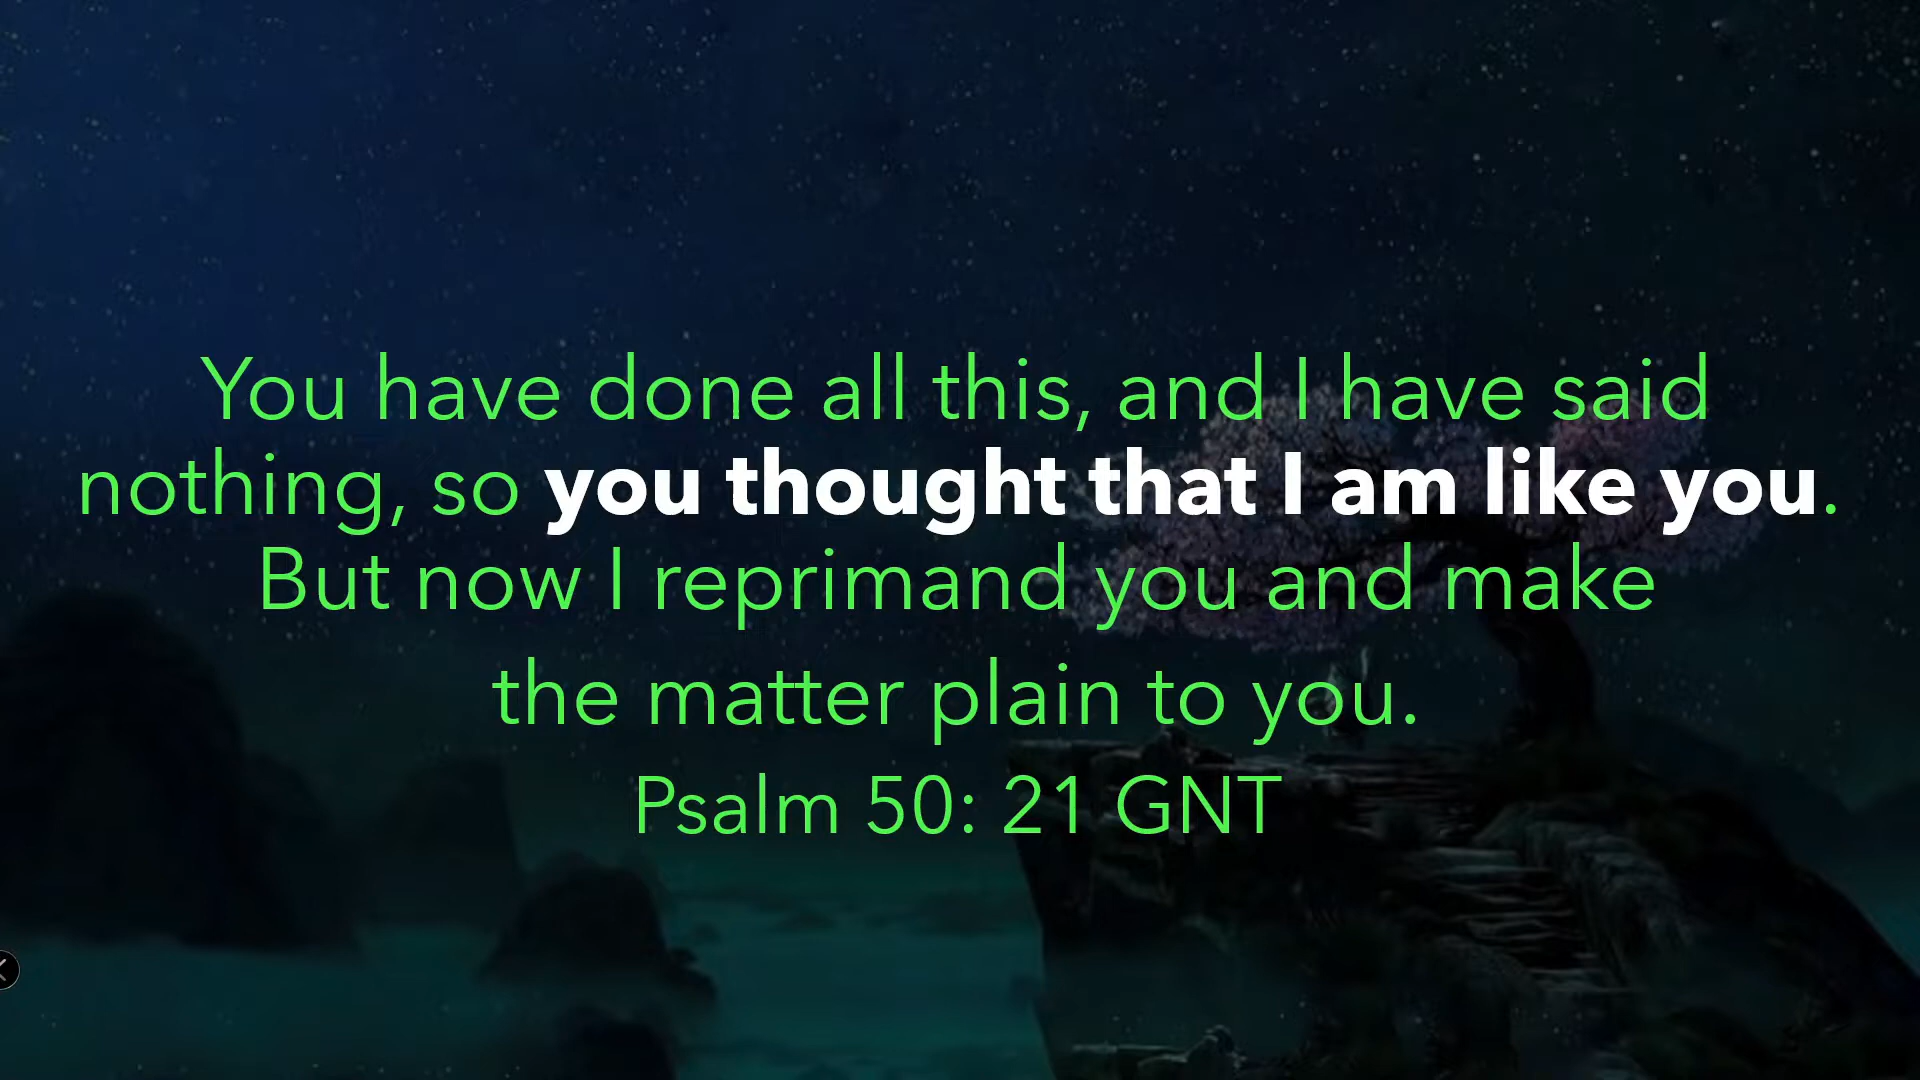 You have done all this, and I have said
nothing, so you thought that I am like you.
But now I reprimand you and make
the matter plain to you.
Psalm 50: 21 GNT